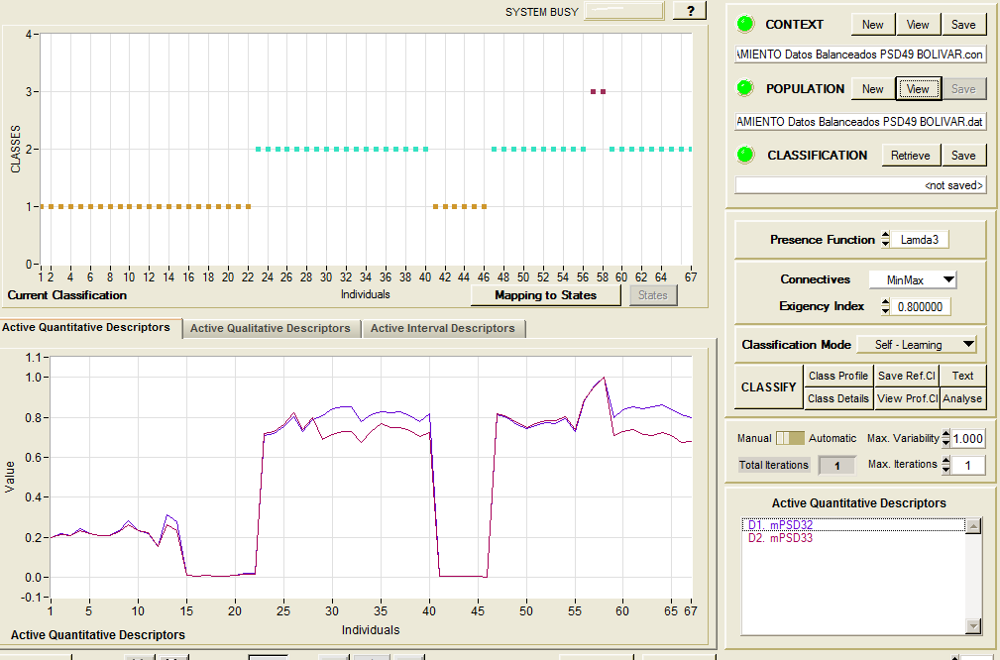 SYSTEM BUSY ?
4
3
2
1
0
CLASSES
1 2 4 6 8 10 12 14 16 18 20 22 24 26 28 30 32 34 36 38 40 42 44 46 48 50 52 54 56 58 60 62 64 67
Current Classification Individuals Mapping to States States
Active Quantitative Descriptors Active Qualitative Descriptors Active Interval Descriptors
1.1
1.0
0.8
0.6
0.4
0.2
0.0
-0.1
Value
1 5 10 15 20 25 30 35 40 45 50 55 60 65 67
Individuals
Active Quantitative Descriptors
CONTEXT New View Save
AMIENTO Datos Balanceados PSD49 BOLIVAR.con
POPULATION New View Save
AMIENTO Datos Balanceados PSD49 BOLIVAR.dat
CLASSIFICATION Retrieve Save
<not saved>
Presence Function Lamda3
Connectives MinMax
Exigency Index 0.800000
Classification Mode Self - Learning
CLASSIFY Class Profile Save Ref.Cl Text
Class Details View Prof.Cl Analyse
Manual Automatic Max. Variability 1.000
Total Iterations 1 Max. Iterations 1
Active Quantitative Descriptors
D1. mPSD32
D2. mPSD33